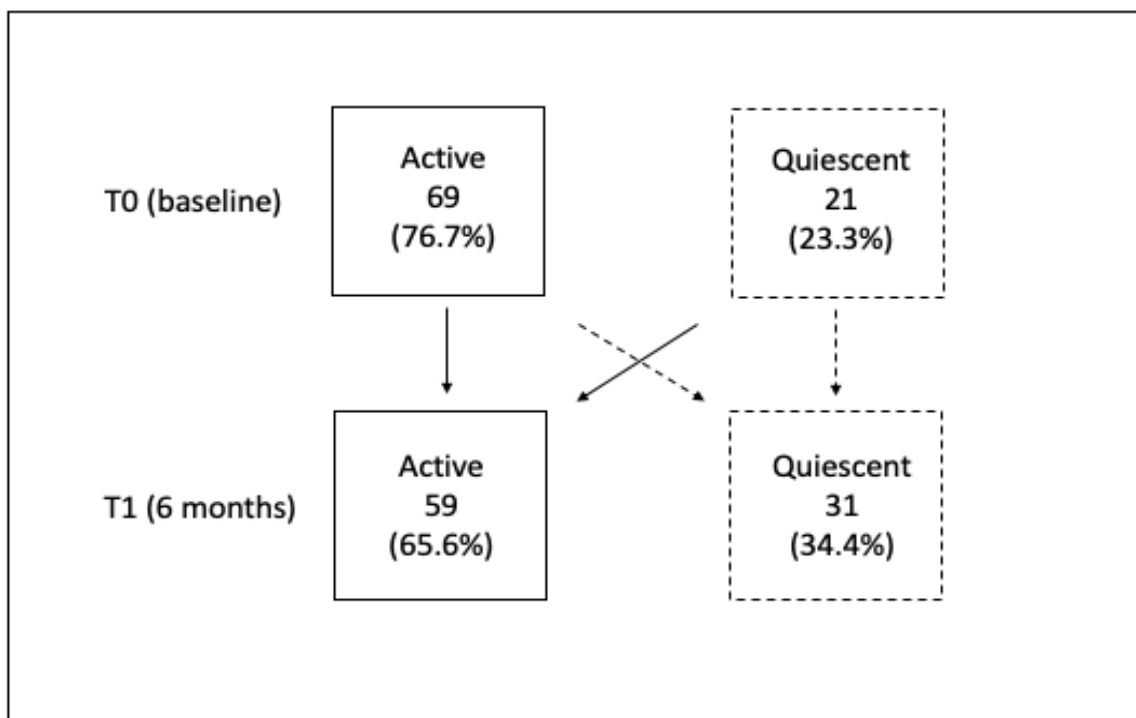 Active
69
(76.7%)
Quiescent
21
(23.3%)
T0 (baseline)
Active
59
(65.6%)
Quiescent
31
(34.4%)
T1 (6 months)